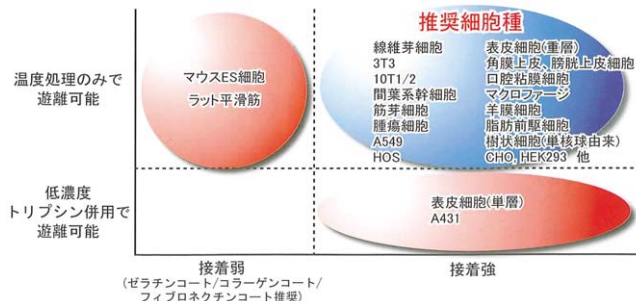 推奨細胞種
温度処理のみで
遊離可能
マウスES細胞
ラット平滑筋
線維芽細胞
3T3
10T1/2
間葉系幹細胞
筋芽細胞
腫瘍細胞
A549
HOS
表皮細胞(重層)
角膜上皮、膀胱上皮細胞
口腔粘膜細胞
マクロファージ
羊膜細胞
脂肪前駆細胞
樹状細胞(単核球由来)
CHO, HEK293 他
低濃度
トリプシン併用で
遊離可能
表皮細胞(単層)
A431
接着弱
(ゼラチンコート/コラーゲンコート/
フィブロネクチンコート推奨)
接着強